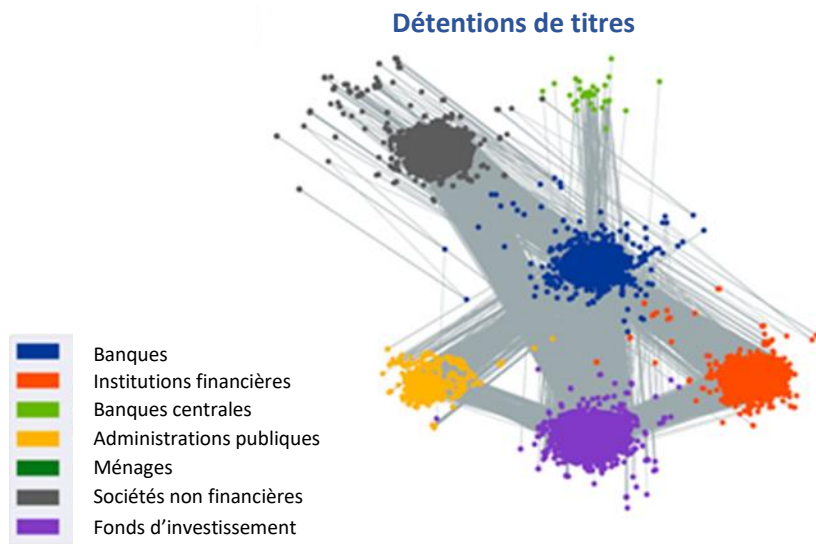 Détentions de titres
Banques
Institutions financières
Banques centrales
Administrations publiques
Ménages
Sociétés non financières
Fonds d’investissement